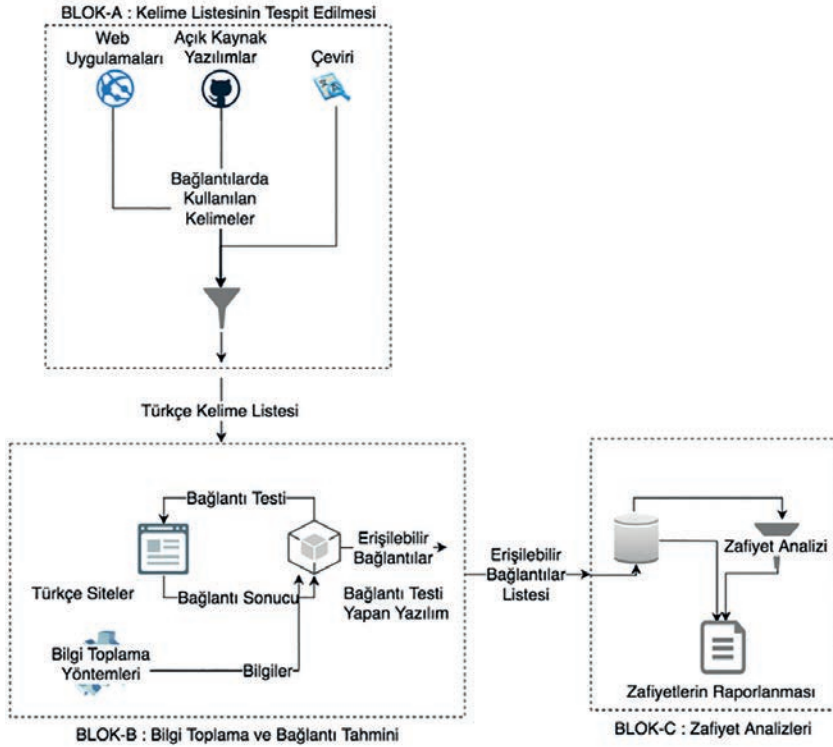 BLOK-A : Kelime Listesinin Tespit Edilmesi
Web
Uygulamaları
Açık Kaynak
Yazılımlar
Çeviri
Bağlantılarda
Kullanılan
Kelimeler
Türkçe Kelime Listesi
Bağlantı Testi
Erişilebilir
Bağlantılar
Türkçe Siteler
Bağlantı Sonucu
Bağlantı Testi
Yapan Yazılım
Bilgi Toplama
Yöntemleri
Bilgiler
BLOK-B : Bilgi Toplama ve Bağlantı Tahmini
Erişilebilir
Bağlantılar
Listesi
Zafiyet Analizi
Zafiyetlerin Raporlanması
BLOK-C : Zafiyet Analizleri